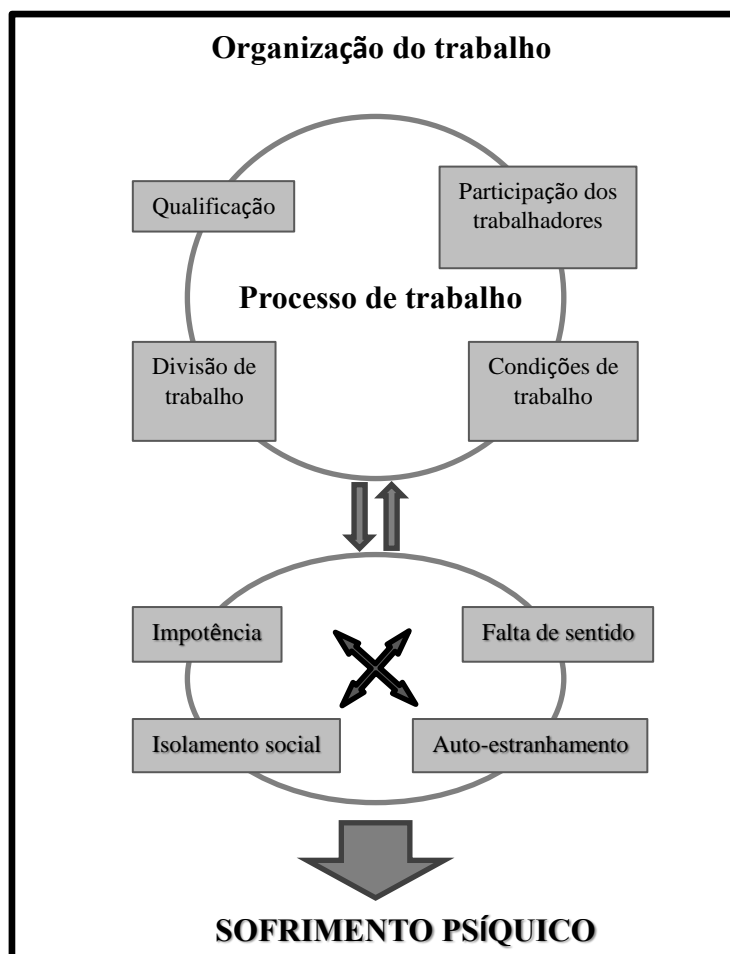 Organização do trabalho
Qualificação
Participação dos
trabalhadores
Processo de trabalho
Divisão de
trabalho
Condições de
trabalho
Impotência
Falta de sentido
Isolamento social
Auto-estranhamento
SOFRIMENTO PSÍQUICO